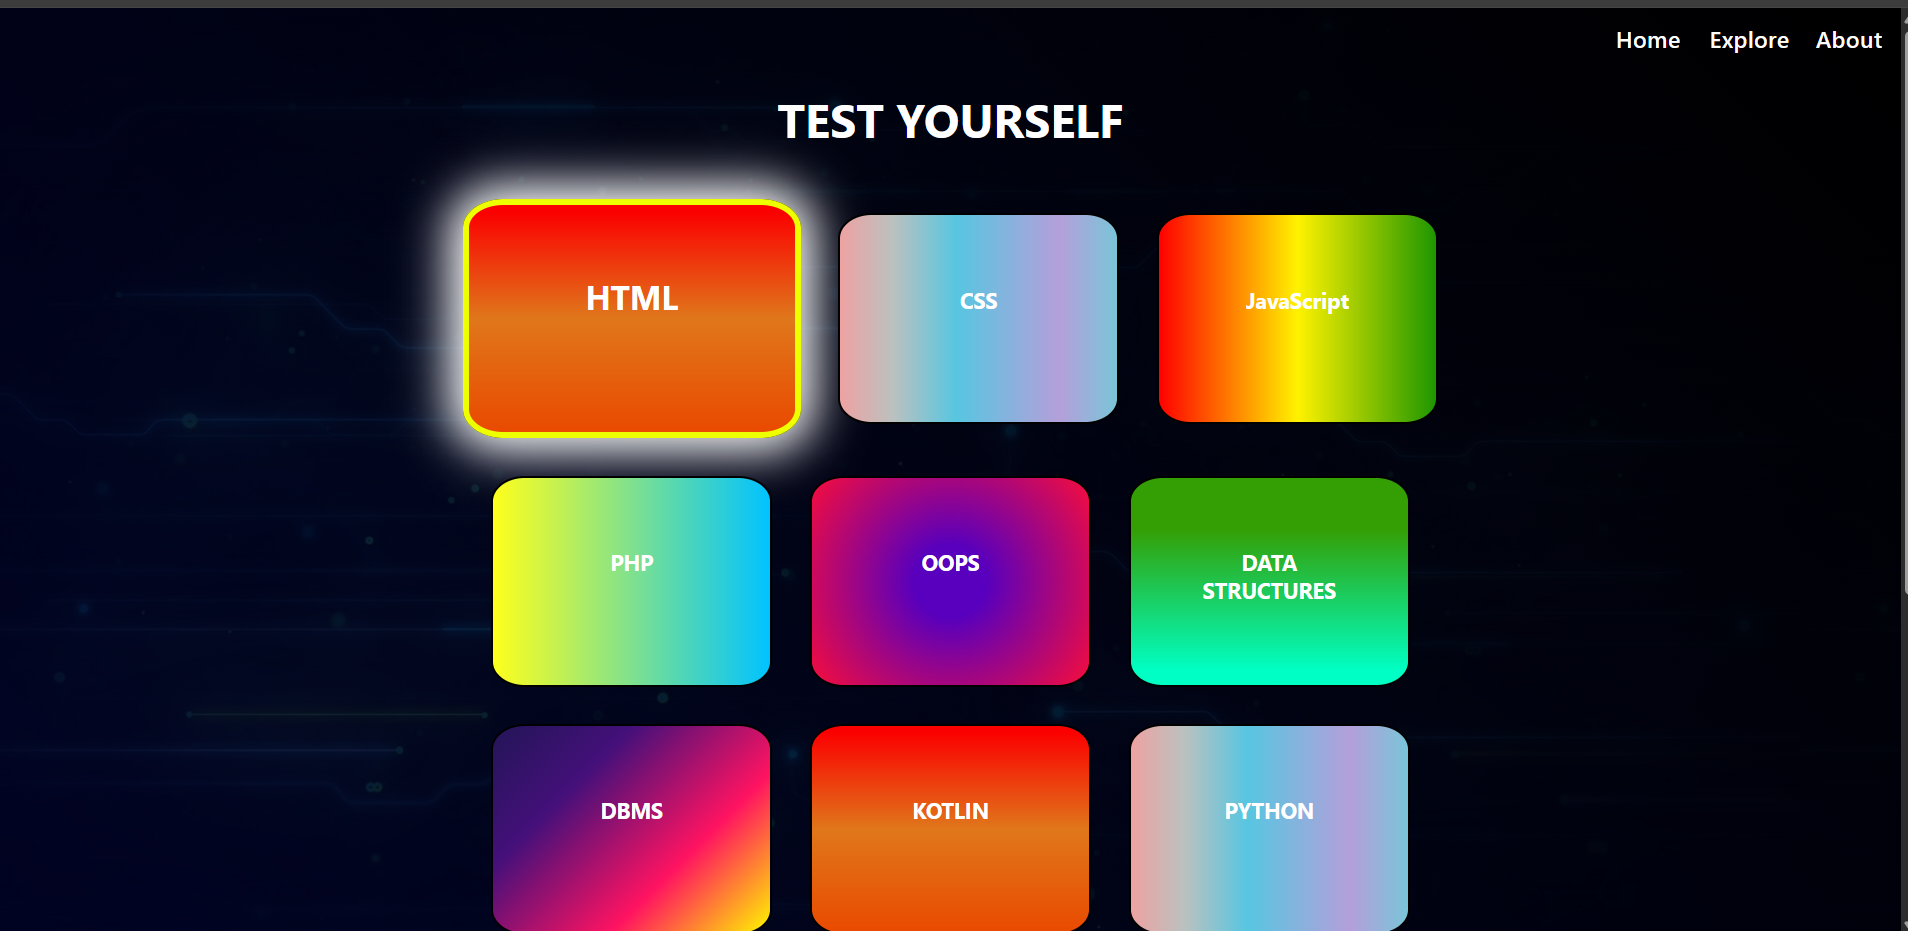 Home Explore About
TEST YOURSELF
HTML
CSS
JavaScript
PHP
OOPS
DATA
STRUCTURES
DBMS
KOTLIN
PYTHON